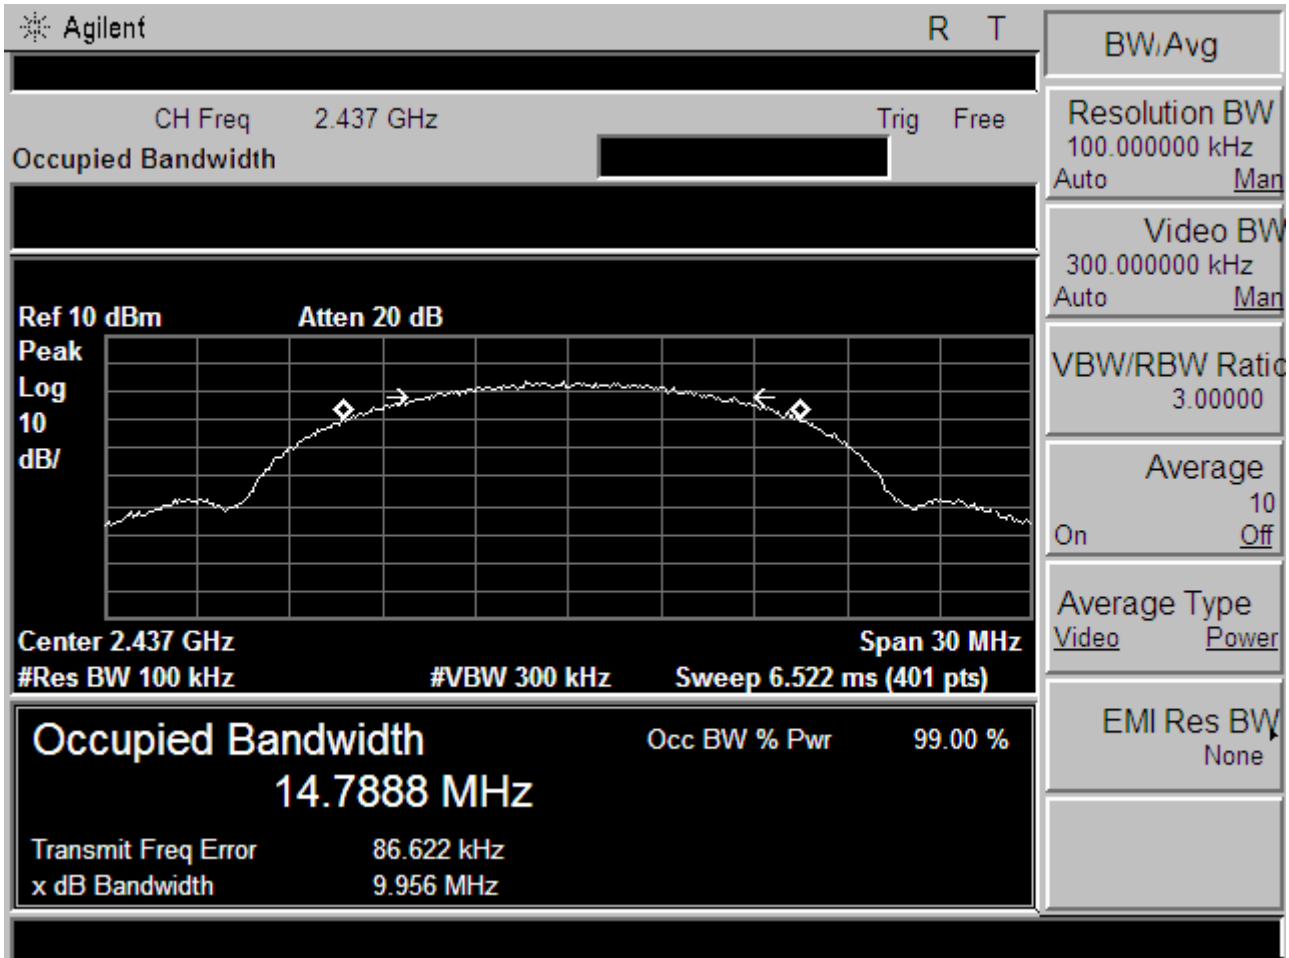 Agilent R T
BW/Avg
CH Freq 2.437 GHz Trig Free
Occupied Bandwidth
Resolution BW
100.000000 kHz
Auto Man
Video BW
300.000000 kHz
Auto Man
VBW/RBW Ratio
3.00000
Average
10
On Off
Average Type
Video Power
EMI Res BW
None
Ref 10 dBm Atten 20 dB
Peak
Log
10
dB/
Center 2.437 GHz Span 30 MHz
#Res BW 100 kHz #VBW 300 kHz Sweep 6.522 ms (401 pts)
Occupied Bandwidth Occ BW % Pwr 99.00 %
14.7888 MHz
Transmit Freq Error 86.622 kHz
x dB Bandwidth 9.956 MHz